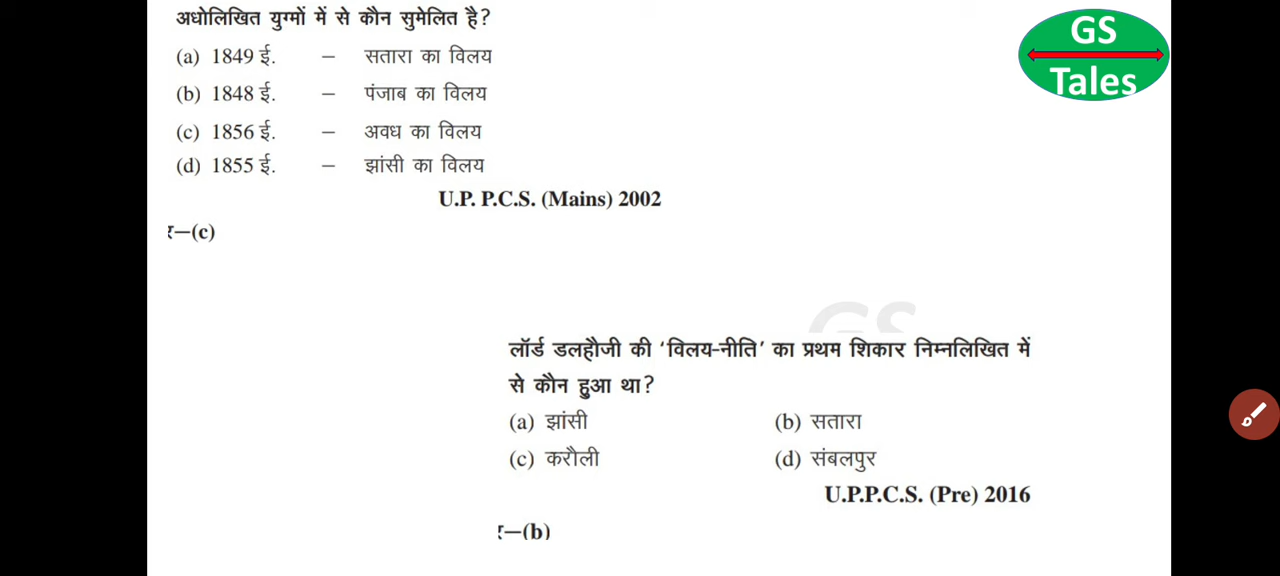 अधोलिखित युग्मों में से कौन सुमेलित है?
GS
Tales
(a) 1849 ई. – सतारा का विलय
(b) 1848 ई. – पंजाब का विलय
(c) 1856 ई. – अवध का विलय
(d) 1855 ई. – झांसी का विलय
U.P. P.C.S. (Mains) 2002
–(c)
GS
लॉर्ड डलहौजी की ‘विलय-नीति’ का प्रथम शिकार निम्नलिखित में
से कौन हुआ था?
(a) झांसी (b) सतारा
(c) करौली (d) संबलपुर
U.P.P.C.S. (Pre) 2016
–(b)